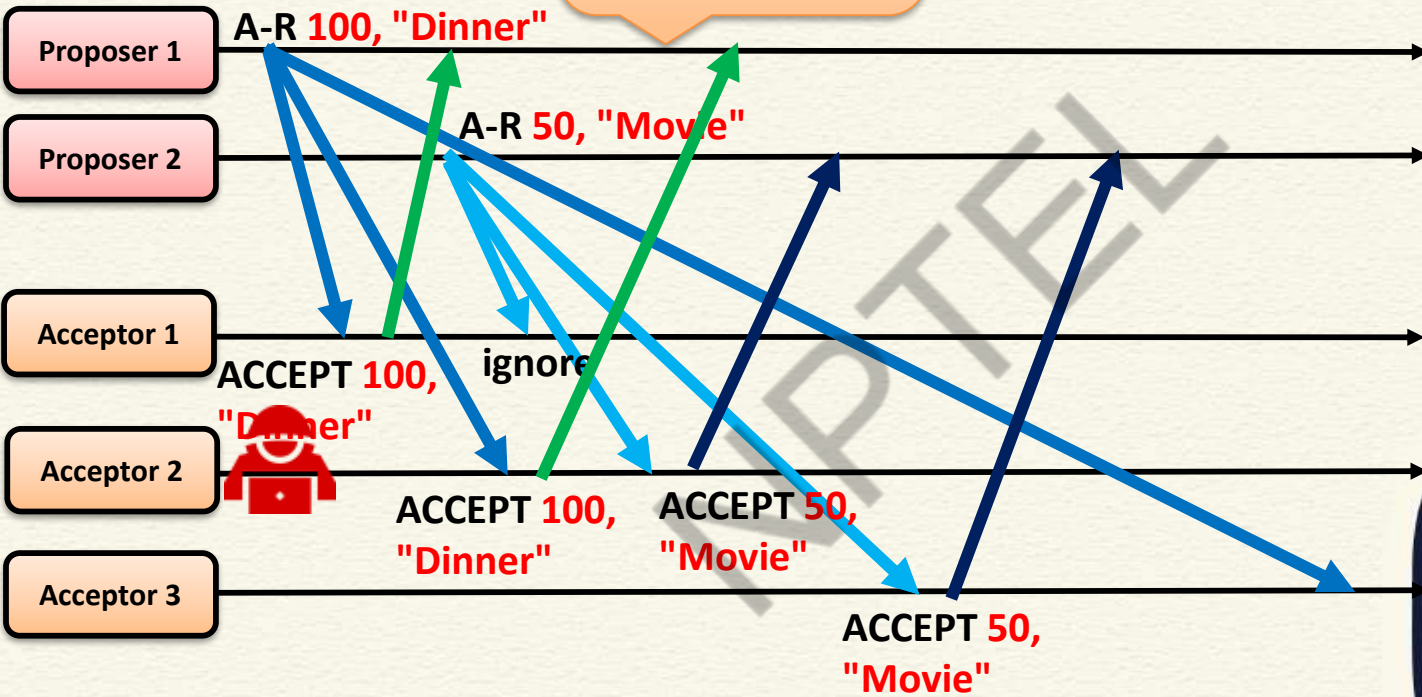 Proposer 1
A-R 100, "Dinner"
Proposer 2
A-R 50, "Movie"
Acceptor 1
ignore
ACCEPT 100,
"Dinner"
Acceptor 2
ACCEPT 100,
"Dinner"
ACCEPT 50,
"Movie"
Acceptor 3
ACCEPT 50,
"Movie"
NPTEL